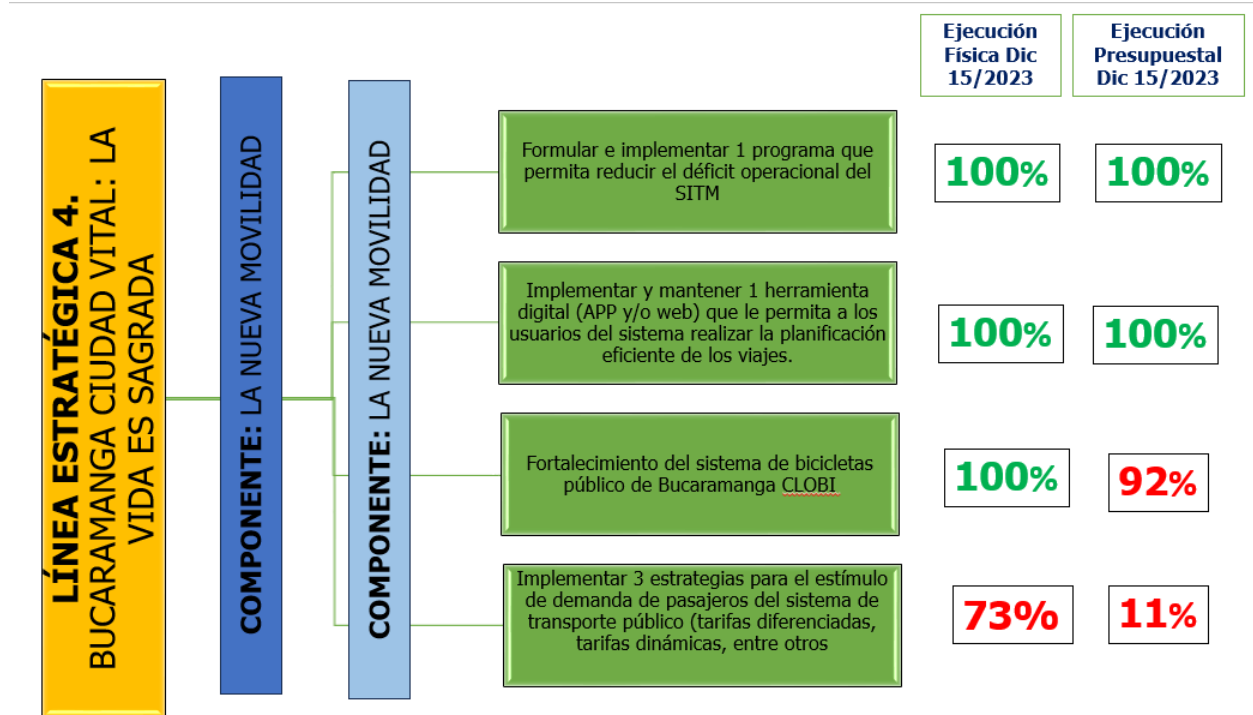 Ejecución
Física Dic
15/2023
Ejecución
Presupuestal
Dic 15/2023
LÍNEA ESTRATÉGICA 4.
BUCARAMANGA CIUDAD VITAL: LA
VIDA ES SAGRADA
COMPONENTE: LA NUEVA MOVILIDAD
COMPONENTE: LA NUEVA MOVILIDAD
Formular e implementar 1 programa que
permita reducir el déficit operacional del
SITM
100%
100%
Implementar y mantener 1 herramienta
digital (APP y/o web) que le permita a los
usuarios del sistema realizar la planificación
eficiente de los viajes.
100%
100%
Fortalecimiento del sistema de bicicletas
público de Bucaramanga CLOBI
100%
92%
Implementar 3 estrategias para el estímulo
de demanda de pasajeros del sistema de
transporte público (tarifas diferenciadas,
tarifas dinámicas, entre otros
73%
11%